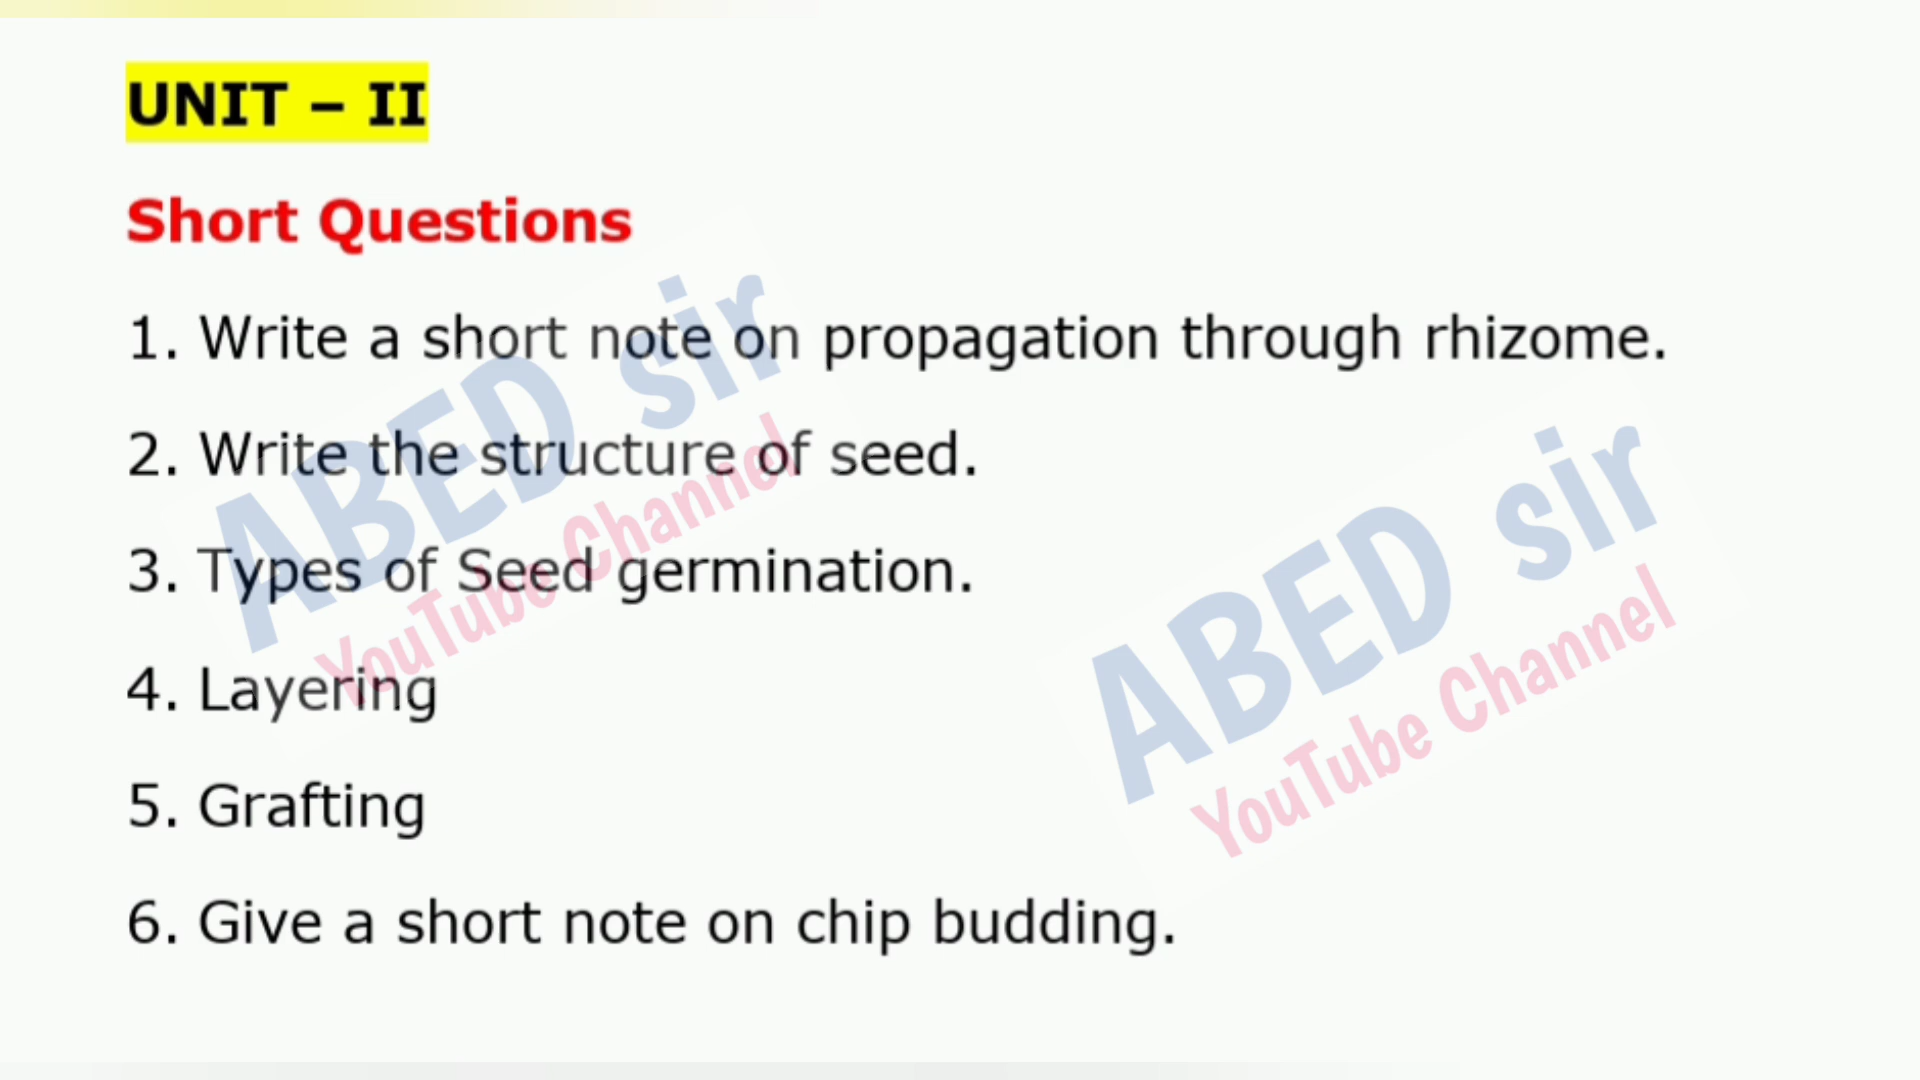 UNIT – II
Short Questions
1. Write a short note on propagation through rhizome.
2. Write the structure of seed.
3. Types of Seed germination.
4. Layering
5. Grafting
6. Give a short note on chip budding.
ABED sir
YouTube Channel
ABED sir
YouTube Channel